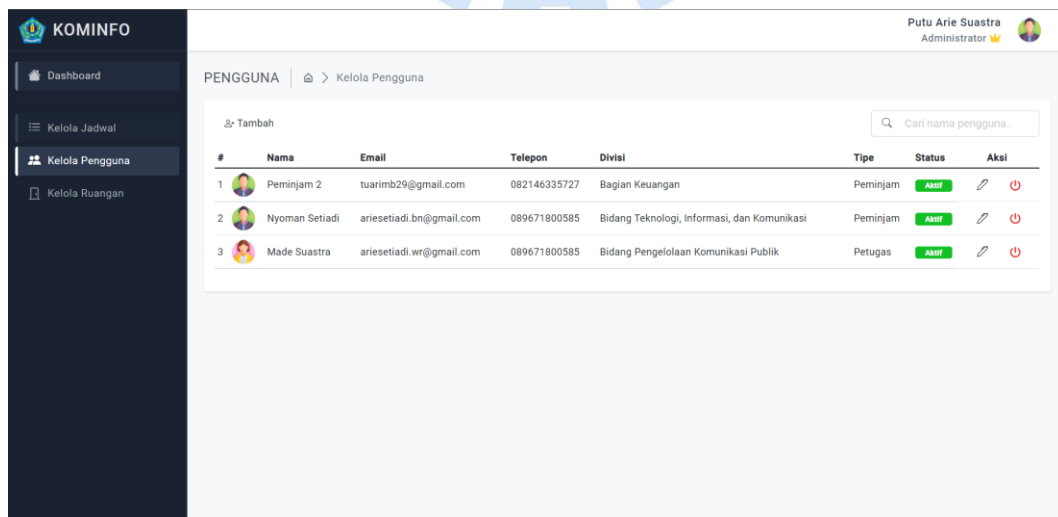 KOMINFO
Putu Arie Suastra
Administrator
Dashboard
Kelola Jadwal
Kelola Pengguna
Kelola Ruangan
PENGGUNA
Kelola Pengguna
Tambah
Cari nama pengguna..
# Nama Email Telepon Divisi Tipe Status Aksi
1 Peminjam 2 tuarimb29@gmail.com 082146335727 Bagian Keuangan Peminjam Aktif
2 Nyoman Setiadi ariesetiadi.bn@gmail.com 089671800585 Bidang Teknologi, Informasi, dan Komunikasi Peminjam Aktif
3 Made Suastra ariesetiadi.wr@gmail.com 089671800585 Bidang Pengelolaan Komunikasi Publik Petugas Aktif